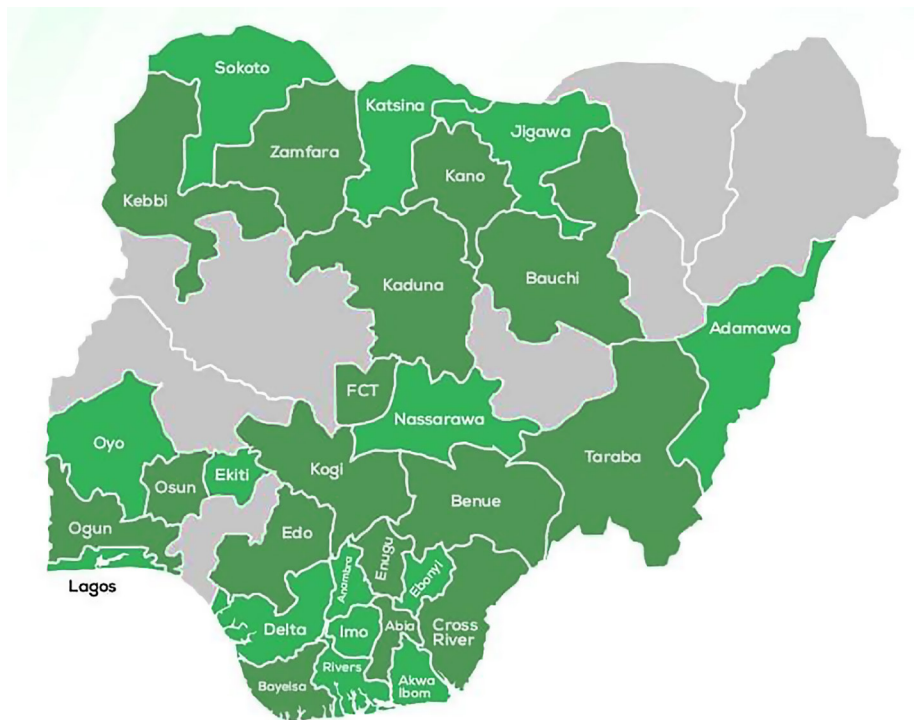 Sokoto
Katsina
Jigawa
Zamfara
Kano
Kebbi
Kaduna
Bauchi
Adamawa
FCT
Nassarawa
Oyo
Taraba
Kogi
Ekiti
Osun
Benue
Ogun
Edo
Enugu
Anambra
Ebonyi
Lagos
Delta
Imo
Abia
Cross
River
Rivers
Akwa
Ibom
Bayelsa